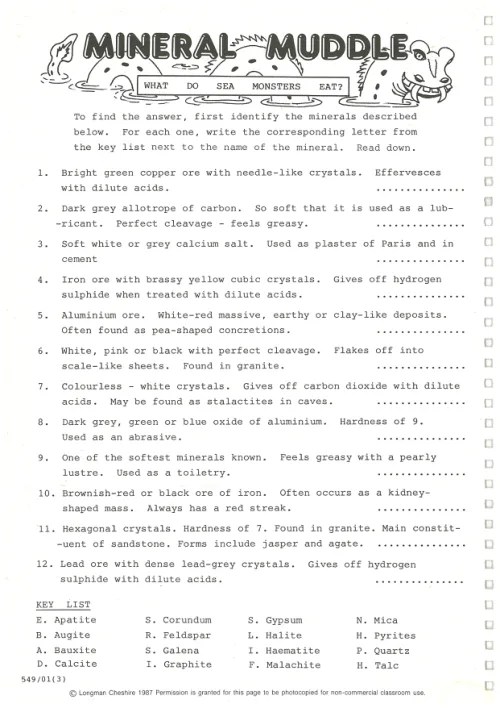 MINERAL MUDDLE
WHAT DO SEA MONSTERS EAT?
To find the answer, first identify the minerals described
below. For each one, write the corresponding letter from
the key list next to the name of the mineral. Read down.
1. Bright green copper ore with needle-like crystals. Effervesces
with dilute acids. ...............
2. Dark grey allotrope of carbon. So soft that it is used as a lub-
-ricant. Perfect cleavage - feels greasy. ...............
3. Soft white or grey calcium salt. Used as plaster of Paris and in
cement ...............
4. Iron ore with brassy yellow cubic crystals. Gives off hydrogen
sulphide when treated with dilute acids. ...............
5. Aluminium ore. White-red massive, earthy or clay-like deposits.
Often found as pea-shaped concretions. ...............
6. White, pink or black with perfect cleavage. Flakes off into
scale-like sheets. Found in granite. ...............
7. Colourless - white crystals. Gives off carbon dioxide with dilute
acids. May be found as stalactites in caves. ...............
8. Dark grey, green or blue oxide of aluminium. Hardness of 9.
Used as an abrasive. ...............
9. One of the softest minerals known. Feels greasy with a pearly
lustre. Used as a toiletry. ...............
10. Brownish-red or black ore of iron. Often occurs as a kidney-
shaped mass. Always has a red streak. ...............
11. Hexagonal crystals. Hardness of 7. Found in granite. Main constit-
-uent of sandstone. Forms include jasper and agate. ...............
12. Lead ore with dense lead-grey crystals. Gives off hydrogen
sulphide with dilute acids. ...............
KEY LIST
E. Apatite S. Corundum S. Gypsum N. Mica
B. Augite R. Feldspar L. Halite H. Pyrites
A. Bauxite S. Galena I. Haematite P. Quartz
D. Calcite I. Graphite F. Malachite H. Talc
549/01(3)
© Longman Cheshire 1987 Permission is granted for this page to be photocopied for non-commercial classroom use.